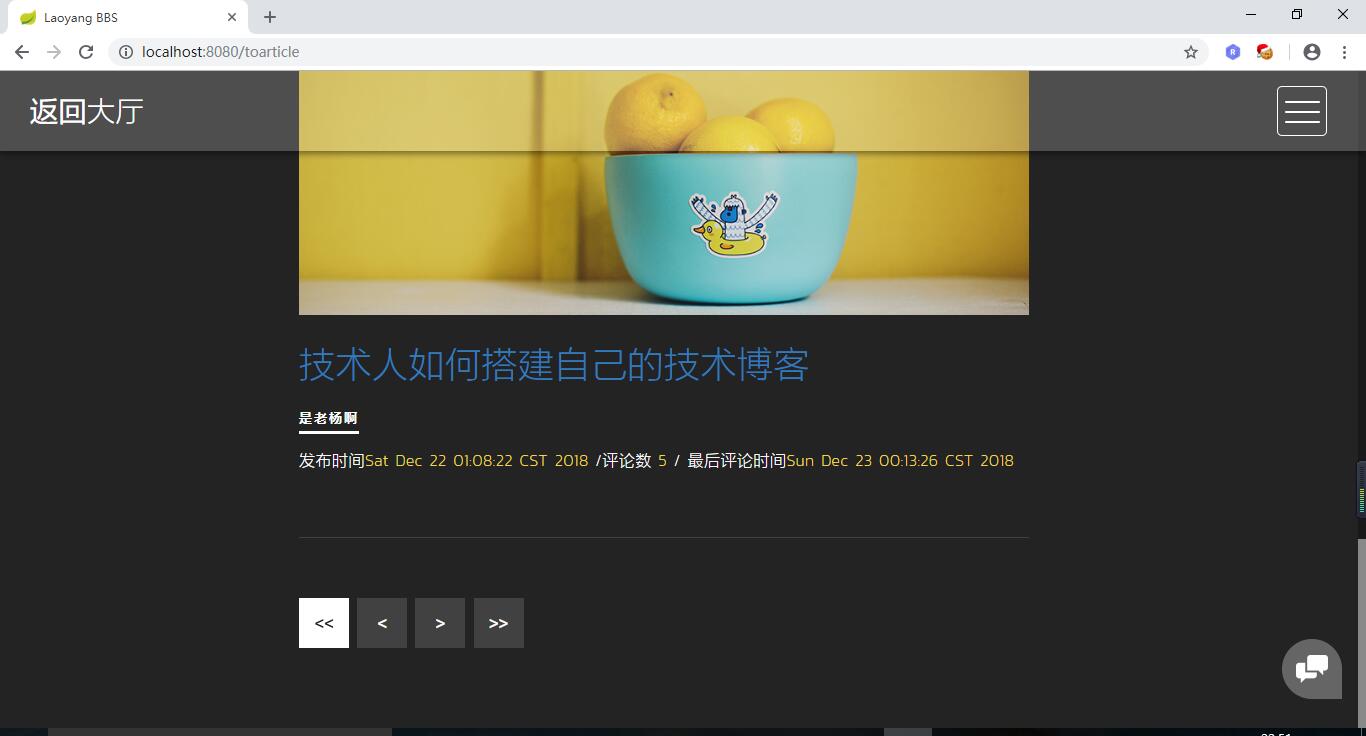 Laoyang BBS
localhost:8080/toarticle
返回大厅
技术人如何搭建自己的技术博客
是老杨啊
发布时间Sat Dec 22 01:08:22 CST 2018 /评论数 5 / 最后评论时间Sun Dec 23 00:13:26 CST 2018
<< < > >>